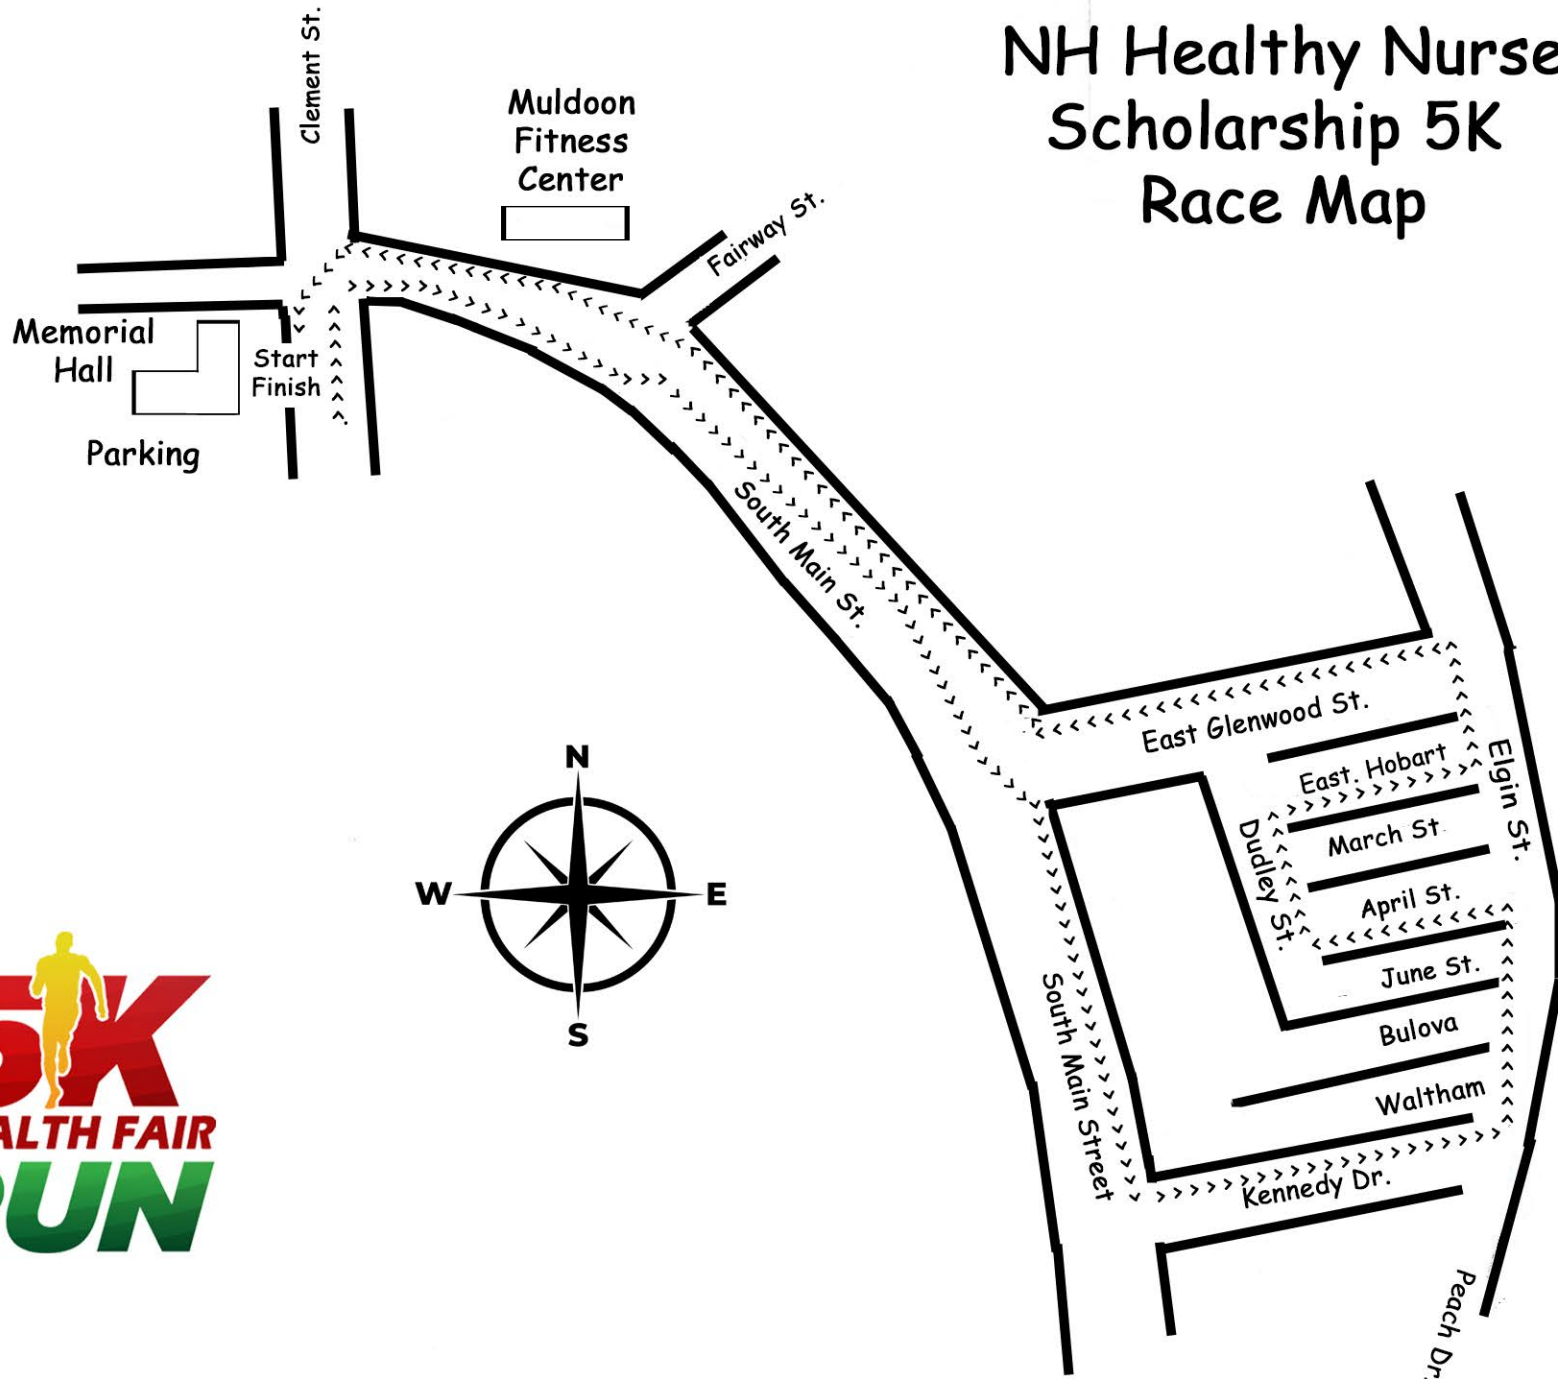 NH Healthy Nurse
Scholarship 5K
Race Map
Clement St.
Muldoon
Fitness
Center
Fairway St.
Memorial
Hall
Start
Finish
Parking
South Main St.
East Glenwood St.
East. Hobart
Elgin St.
Dudley St.
March St.
April St.
June St.
Bulova
Waltham
South Main Street
Kennedy Dr.
Peach Dr.
N
W
E
S
5K
ALTH FAIR
RUN